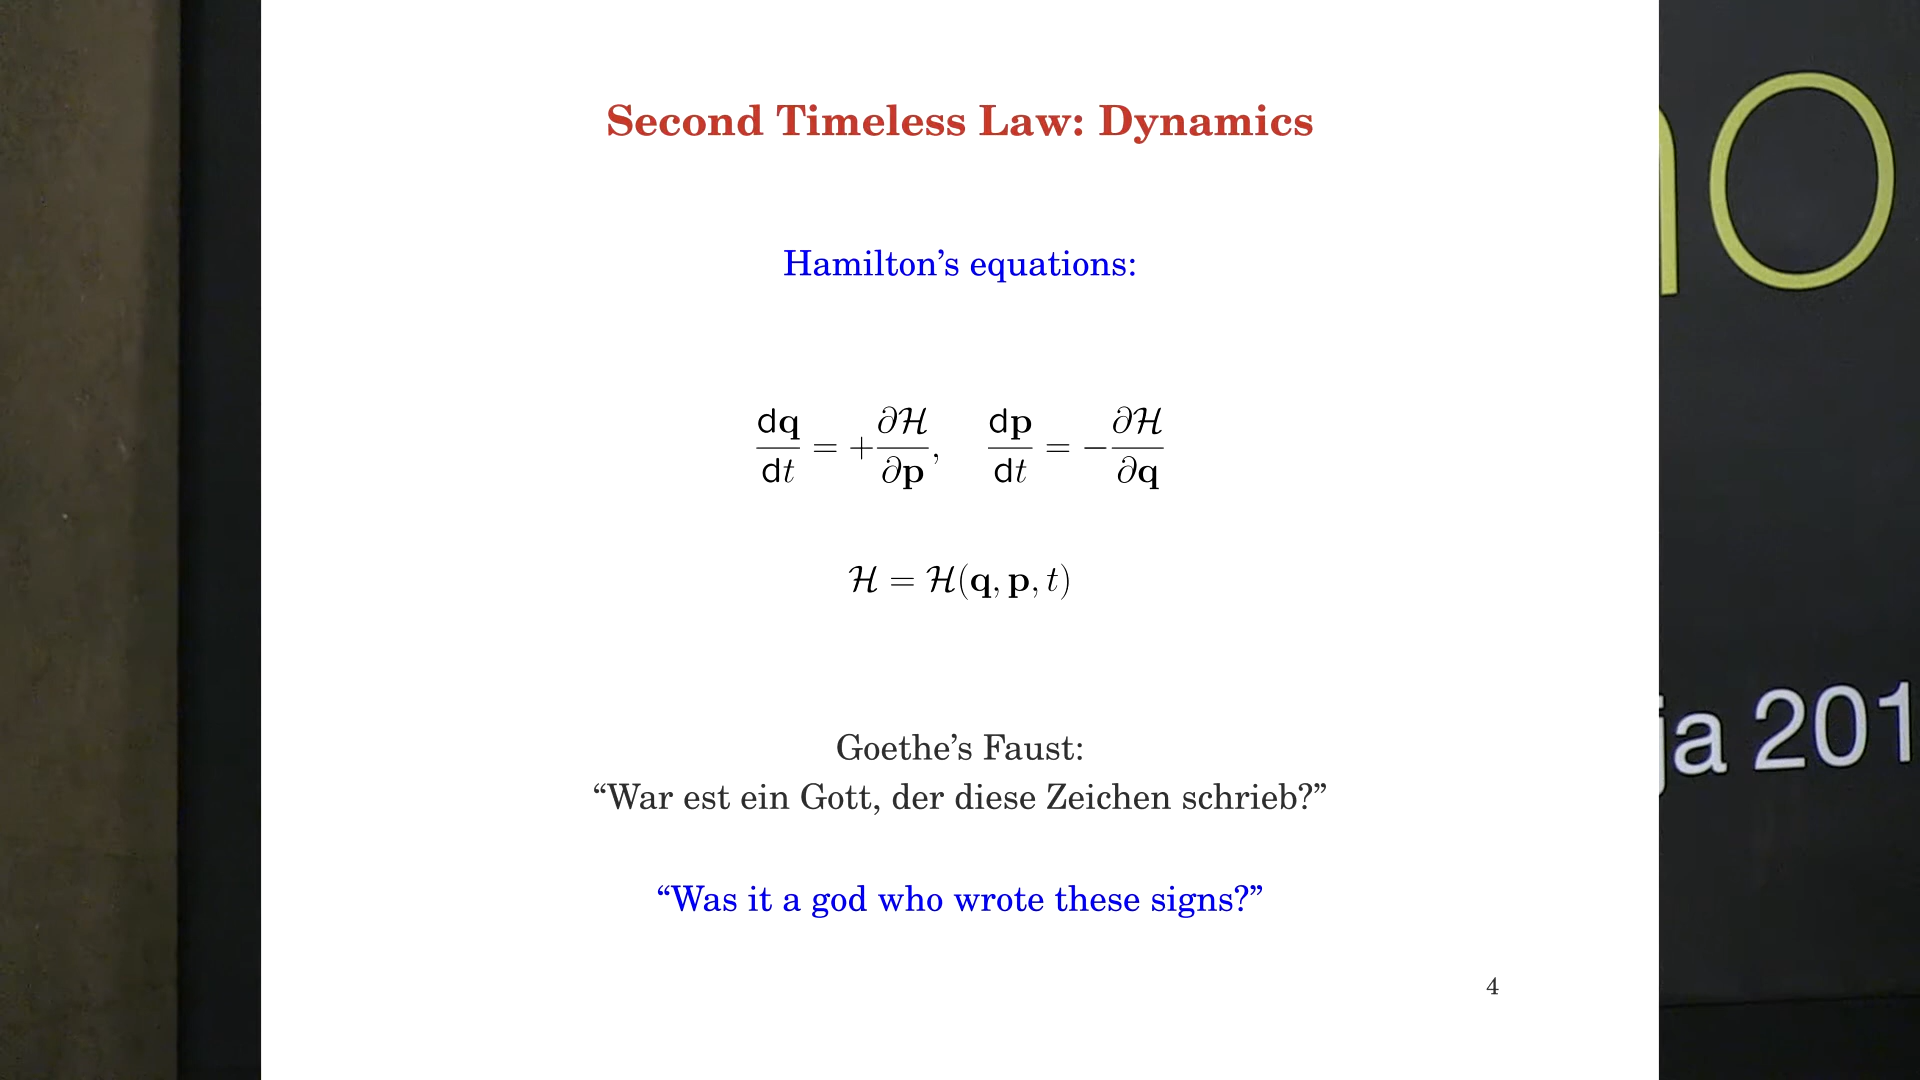 Second Timeless Law: Dynamics
Hamilton’s equations:
d𝐪/dt = +∂ℋ/∂𝐩, d𝐩/dt = −∂ℋ/∂𝐪
ℋ = ℋ(𝐪, 𝐩, t)
Goethe’s Faust:
“War est ein Gott, der diese Zeichen schrieb?”
“Was it a god who wrote these signs?”
4
O
ja 201